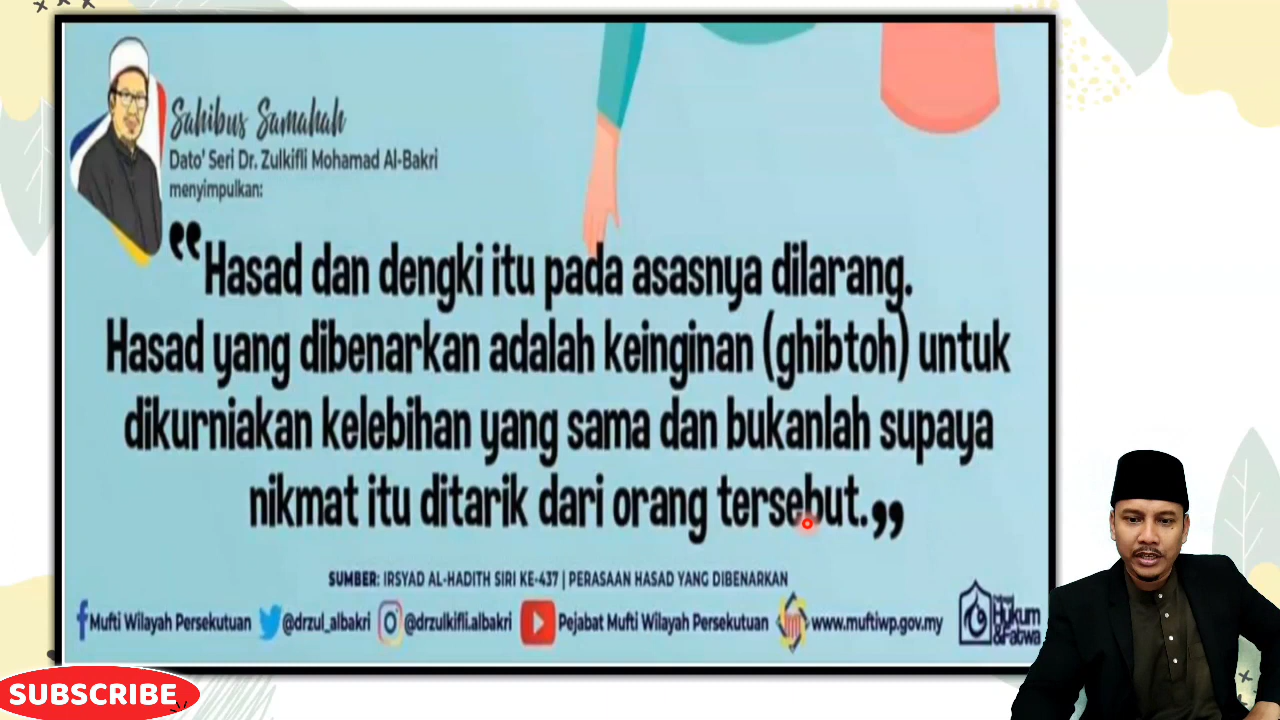 Sahibus Samahah
Dato' Seri Dr. Zulkifli Mohamad Al-Bakri
menyimpulkan:
"Hasad dan dengki itu pada asasnya dilarang.
Hasad yang dibenarkan adalah keinginan (ghibtoh) untuk
dikurniakan kelebihan yang sama dan bukanlah supaya
nikmat itu ditarik dari orang tersebut."
SUMBER: IRSYAD AL-HADITH SIRI KE-437 | PERASAAN HASAD YANG DIBENARKAN
Mufti Wilayah Persekutuan @drzul_albakri @drzulkifli.albakri Pejabat Mufti Wilayah Persekutuan www.muftiwp.gov.my
Hukum
&Fatwa
SUBSCRIBE